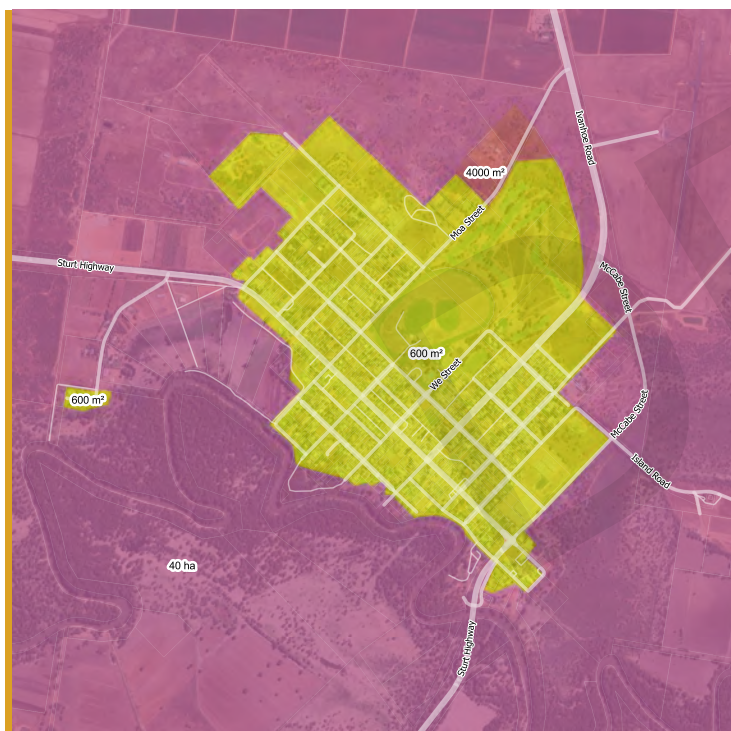 Ivanhoe Road
4000 m²
Moa Street
Sturt Highway
McCabe Street
600 m²
We Street
600 m²
McCabe Street
Island Road
40 ha
Sturt Highway